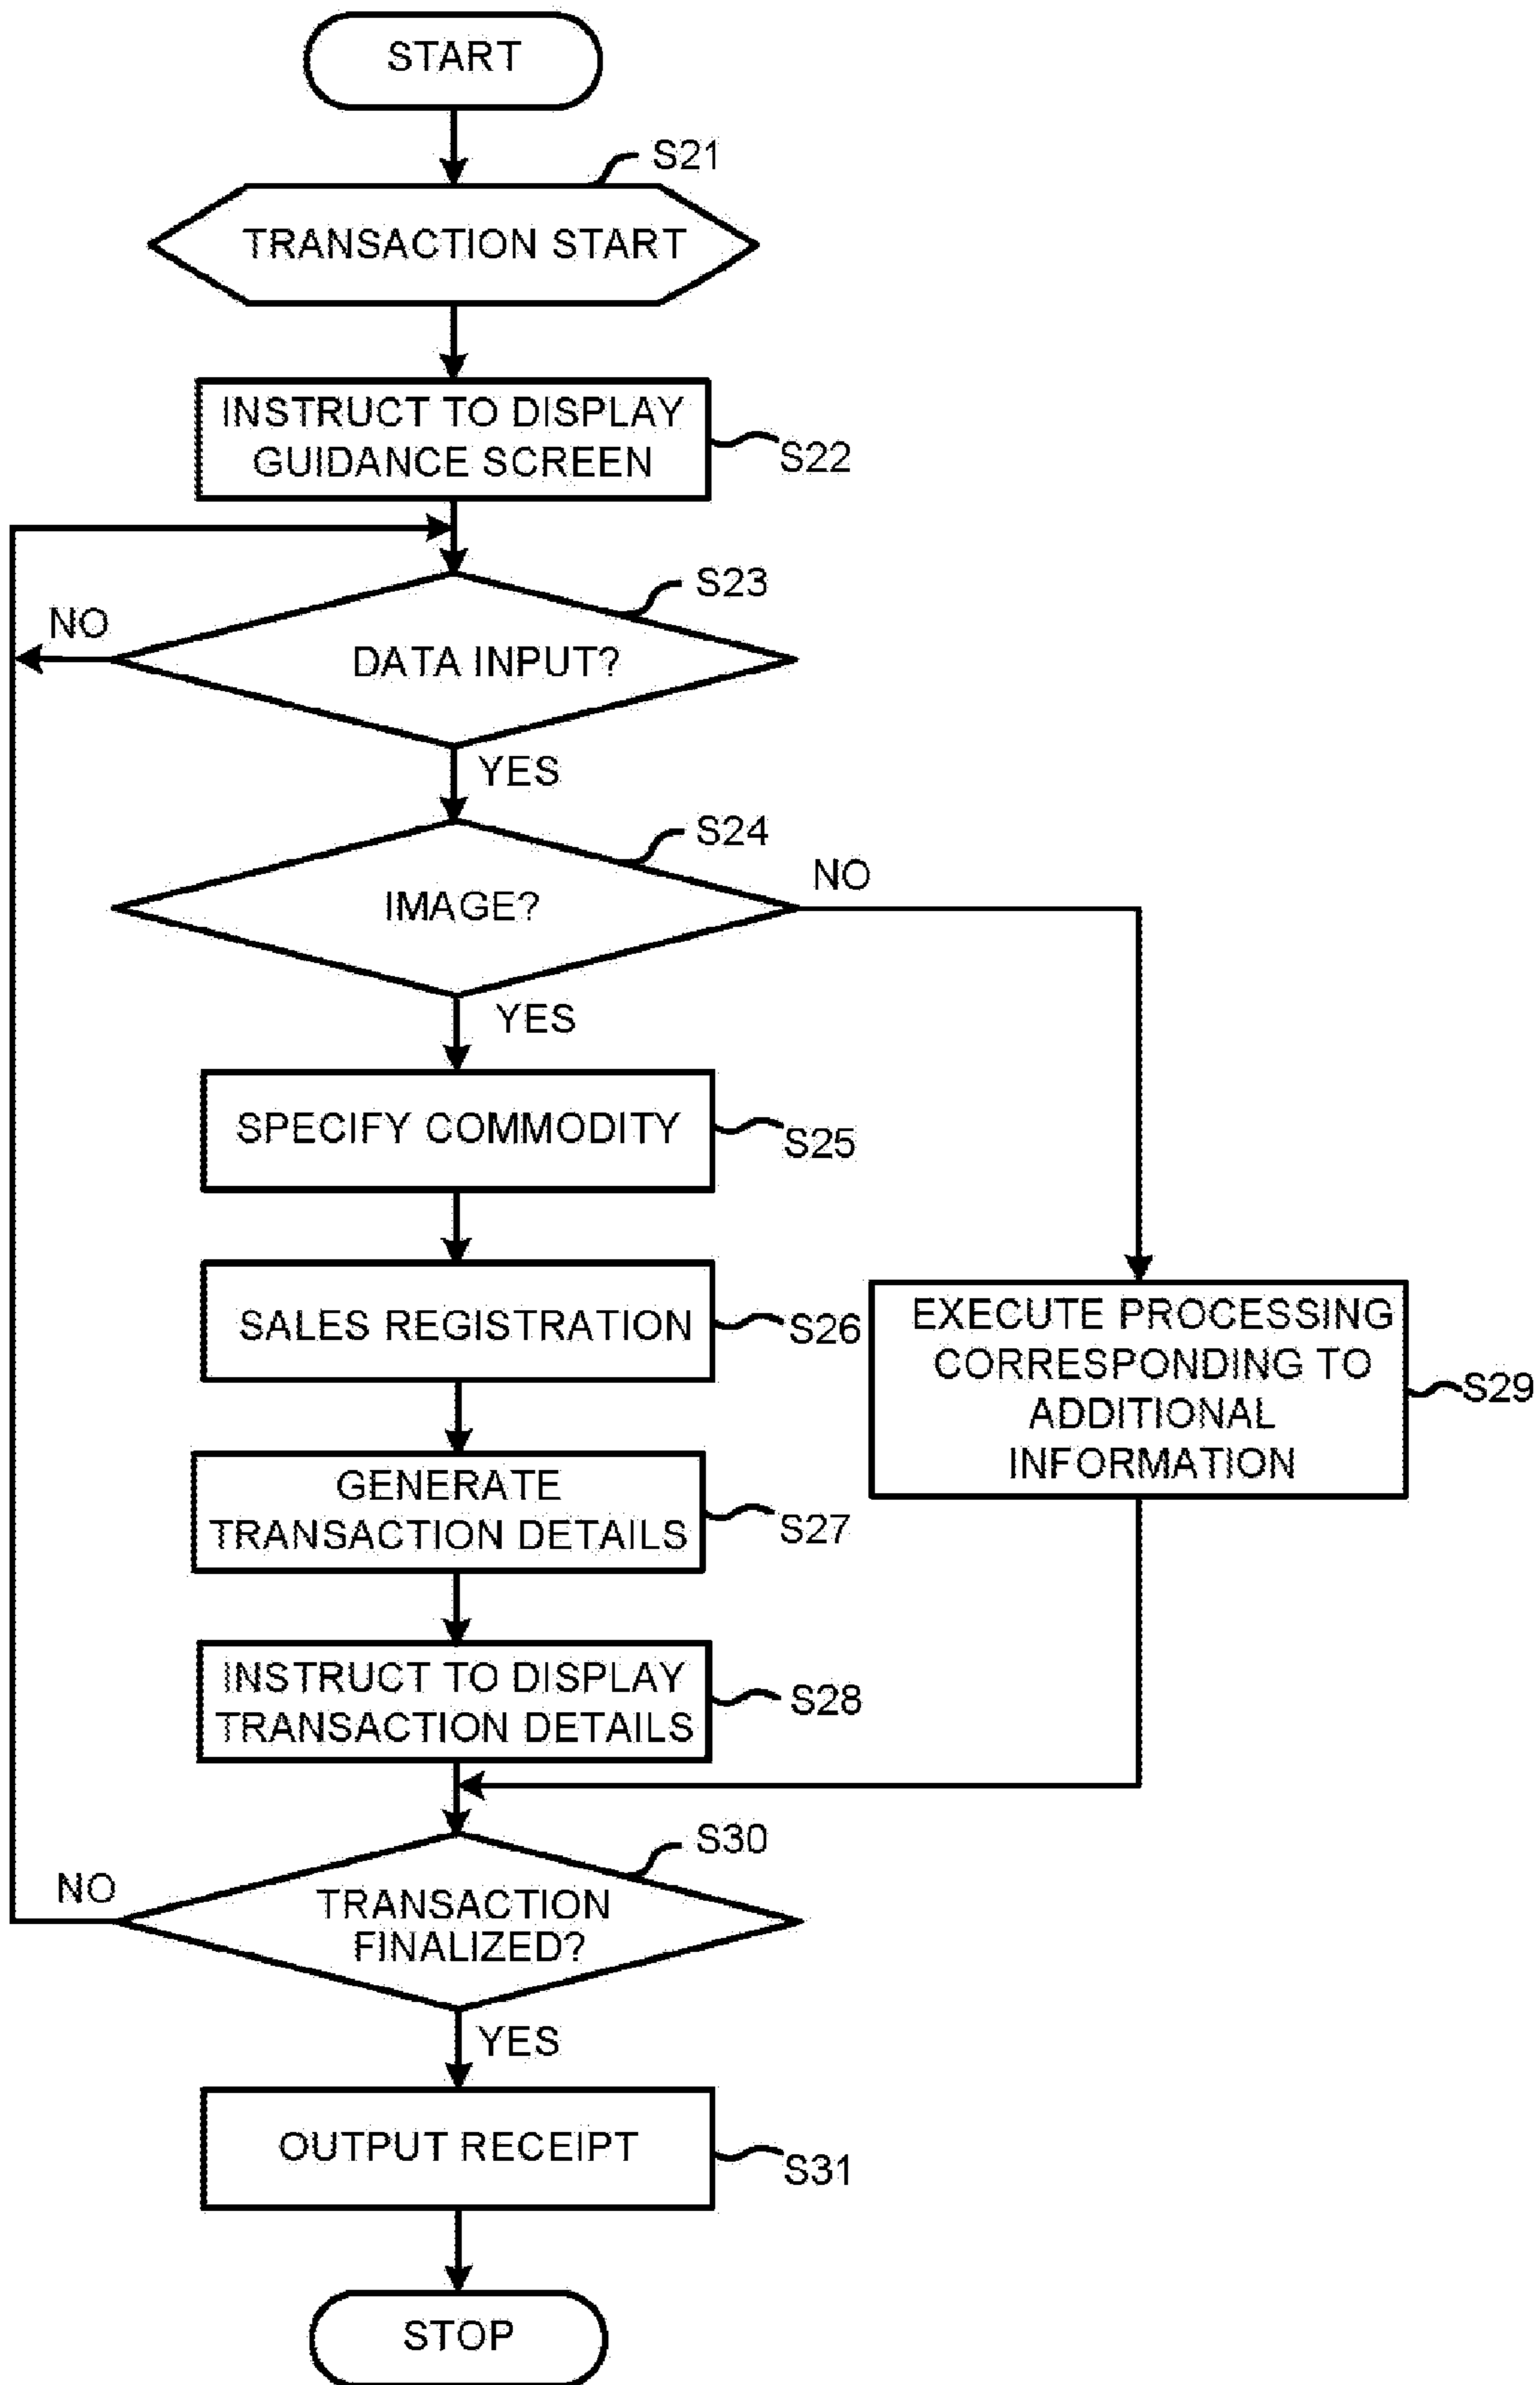 START
S21
TRANSACTION START
INSTRUCT TO DISPLAY
GUIDANCE SCREEN
S22
S23
NO
DATA INPUT?
YES
S24
NO
IMAGE?
YES
SPECIFY COMMODITY
S25
SALES REGISTRATION
S26
EXECUTE PROCESSING
CORRESPONDING TO
ADDITIONAL
INFORMATION
S29
GENERATE
TRANSACTION DETAILS
S27
INSTRUCT TO DISPLAY
TRANSACTION DETAILS
S28
S30
NO
TRANSACTION
FINALIZED?
YES
OUTPUT RECEIPT
S31
STOP